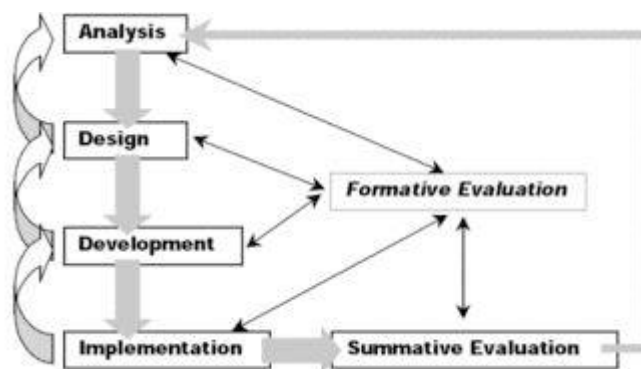 Analysis
Design
Formative Evaluation
Development
Implementation
Summative Evaluation